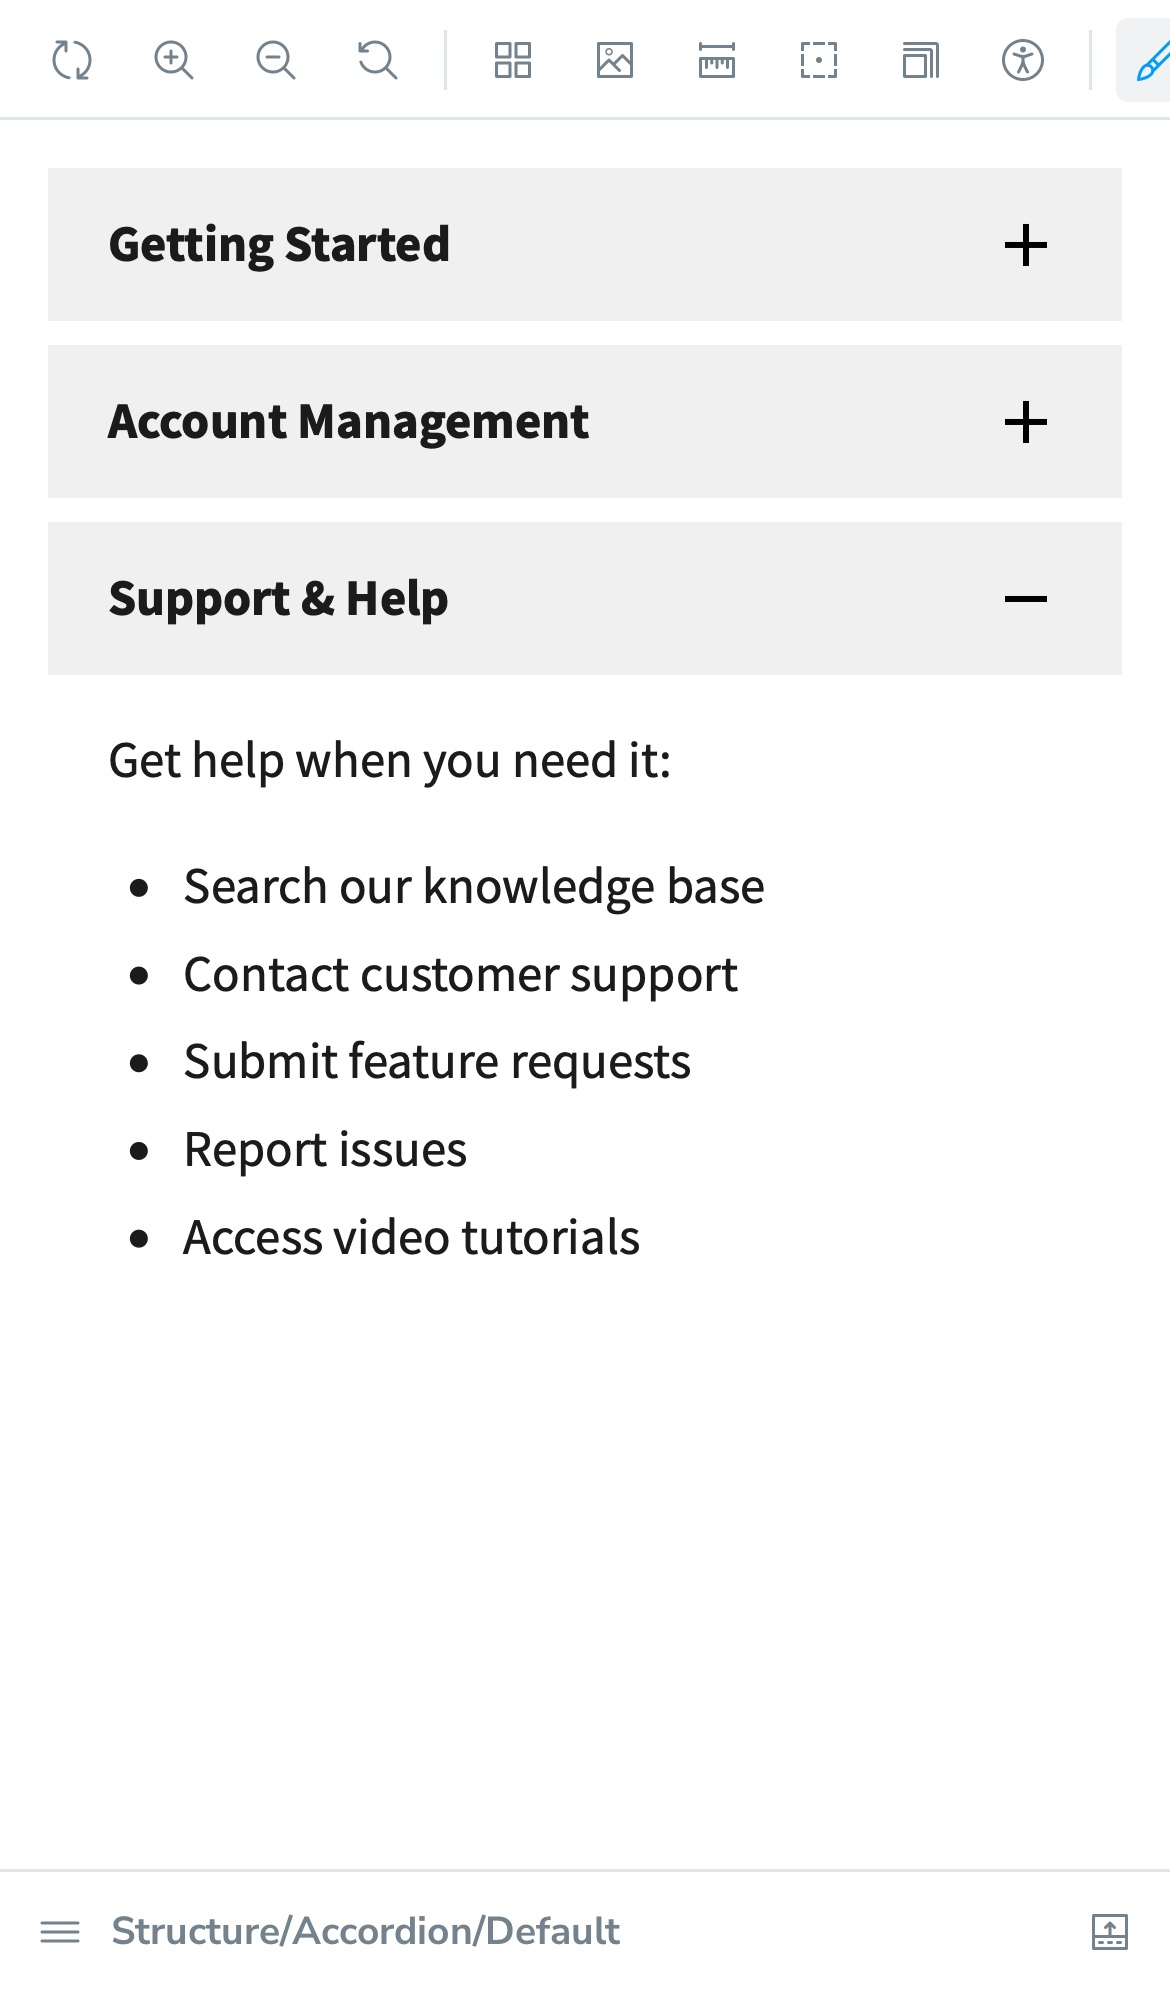 Getting Started
Account Management
Support & Help
Get help when you need it:
Search our knowledge base
Contact customer support
Submit feature requests
Report issues
Access video tutorials
Structure/Accordion/Default